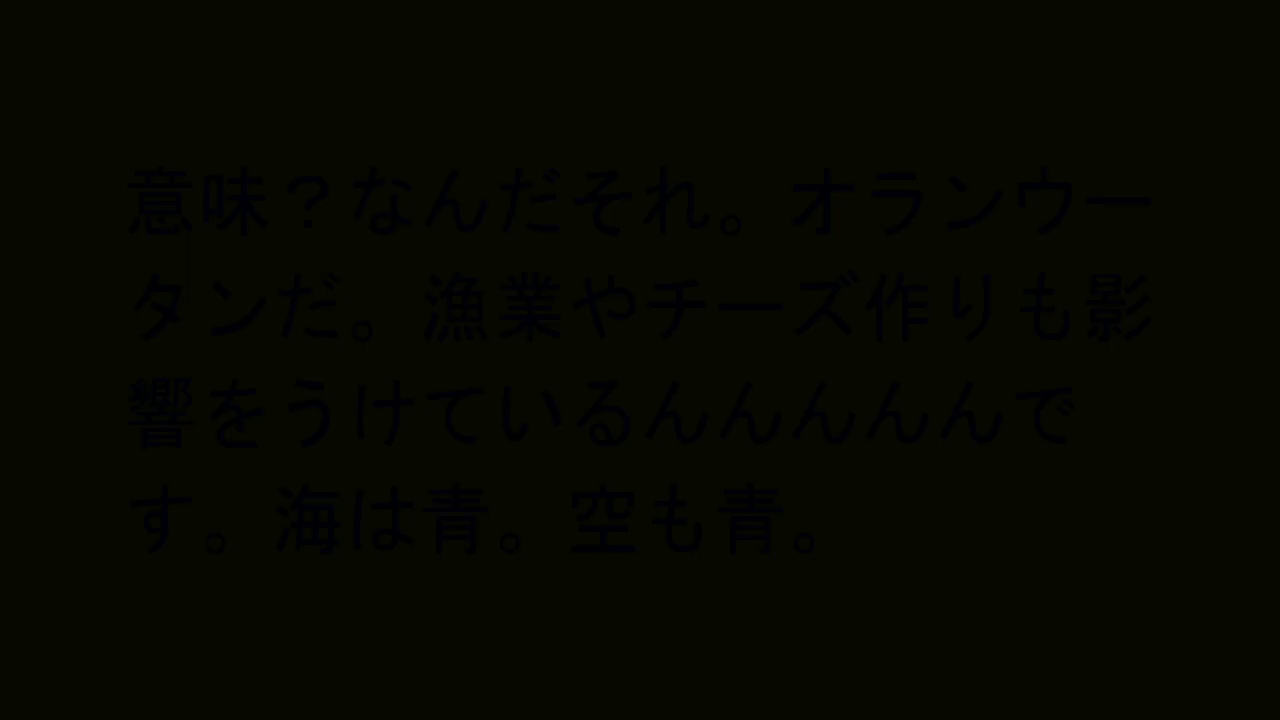 意味？なんだそれ。オランウー
タンだ。漁業やチーズ作りも影
響をうけているんんんんんで
す。海は青。空も青。